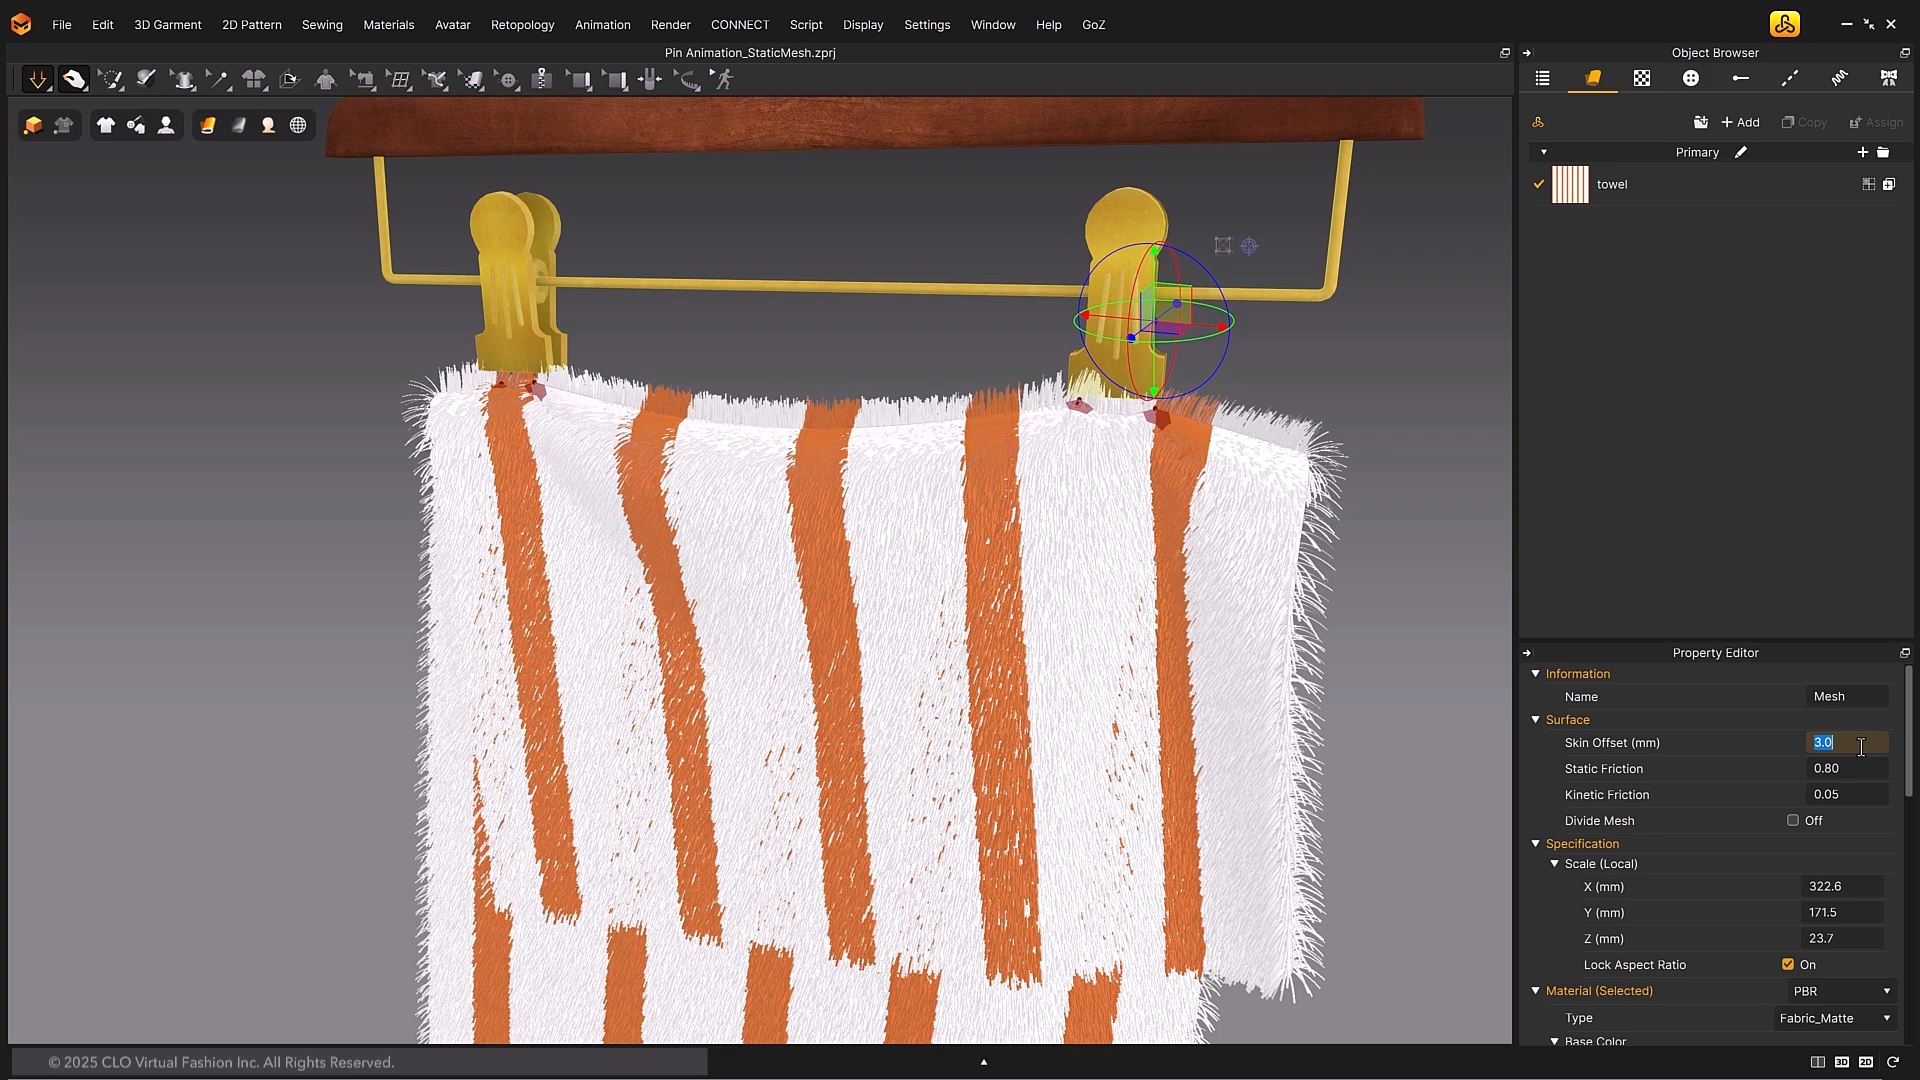 File Edit 3D Garment 2D Pattern Sewing Materials Avatar Retopology Animation Render CONNECT Script Display Settings Window Help GoZ
Pin Animation_StaticMesh.zprj
Object Browser
+ Add Copy Assign
Primary
towel
Property Editor
Information
Name Mesh
Surface
Skin Offset (mm) 3.0
Static Friction 0.80
Kinetic Friction 0.05
Divide Mesh Off
Specification
Scale (Local)
X (mm) 322.6
Y (mm) 171.5
Z (mm) 23.7
Lock Aspect Ratio On
Material (Selected) PBR
Type Fabric_Matte
Base Color
© 2025 CLO Virtual Fashion Inc. All Rights Reserved.
3D 2D